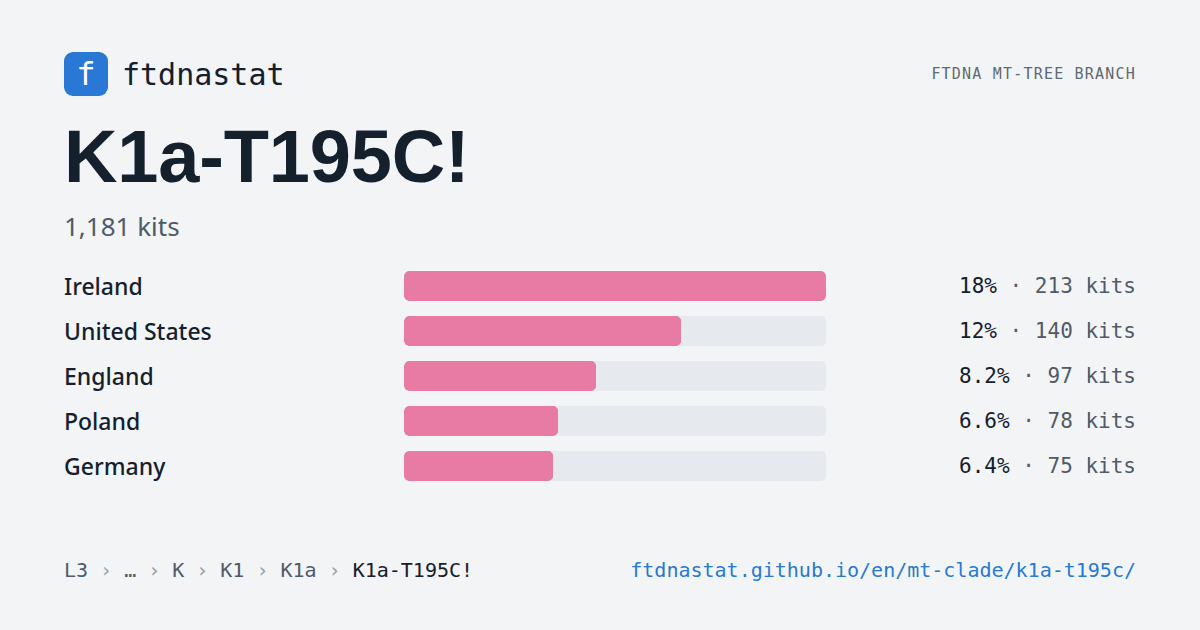 f ftdnastat
FTDNA MT-TREE BRANCH
K1a-T195C!
1,181 kits
Ireland 18% · 213 kits
United States 12% · 140 kits
England 8.2% · 97 kits
Poland 6.6% · 78 kits
Germany 6.4% · 75 kits
L3 › … › K › K1 › K1a › K1a-T195C!
ftdnastat.github.io/en/mt-clade/k1a-t195c/